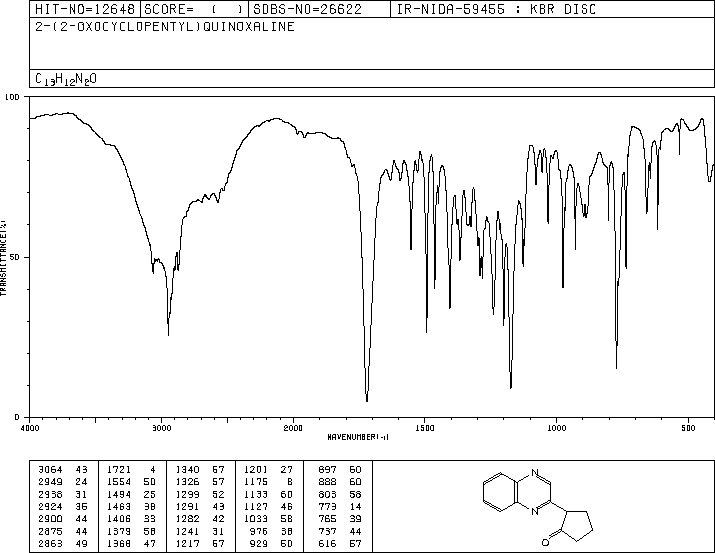 HIT-NO=12648 SCORE= ( ) SDBS-NO=26622 IR-NIDA-59455 : KBR DISC
2-(2-OXOCYCLOPENTYL)QUINOXALINE
C13H12N2O
100
50
0
TRANSMITTANCE(%)
4000 3000 2000 1500 1000 500
WAVENUMBER(-1)
3064 43 1721 4 1340 57 1201 27 897 60
2949 24 1554 50 1326 57 1175 8 888 60
2938 31 1494 25 1299 52 1133 60 803 58
2924 35 1463 38 1291 43 1127 46 773 14
2900 44 1406 33 1282 42 1033 58 765 39
2875 44 1379 58 1241 31 976 38 737 44
2863 49 1368 47 1217 57 929 50 616 57
N
N
O